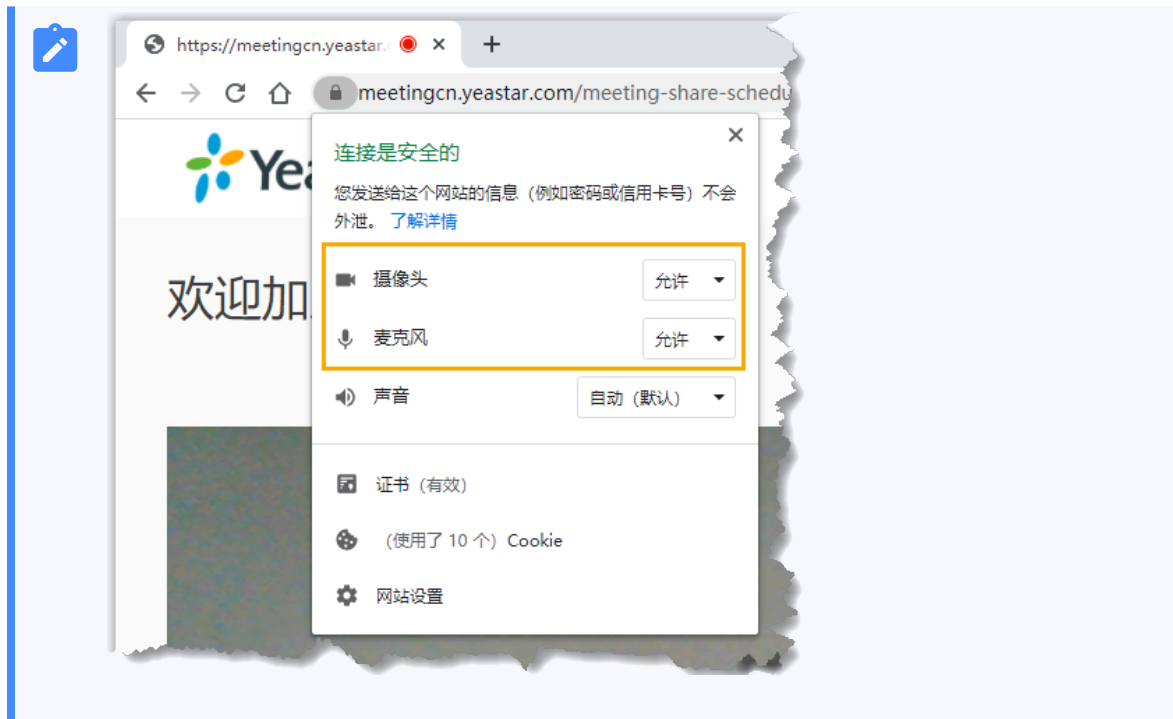 https://meetingcn.yeastar.
meetingcn.yeastar.com/meeting-share-schedu
Yea
连接是安全的
您发送给这个网站的信息（例如密码或信用卡号）不会
外泄。 了解详情
欢迎加
摄像头 允许
麦克风 允许
声音 自动（默认）
证书（有效）
（使用了 10 个）Cookie
网站设置